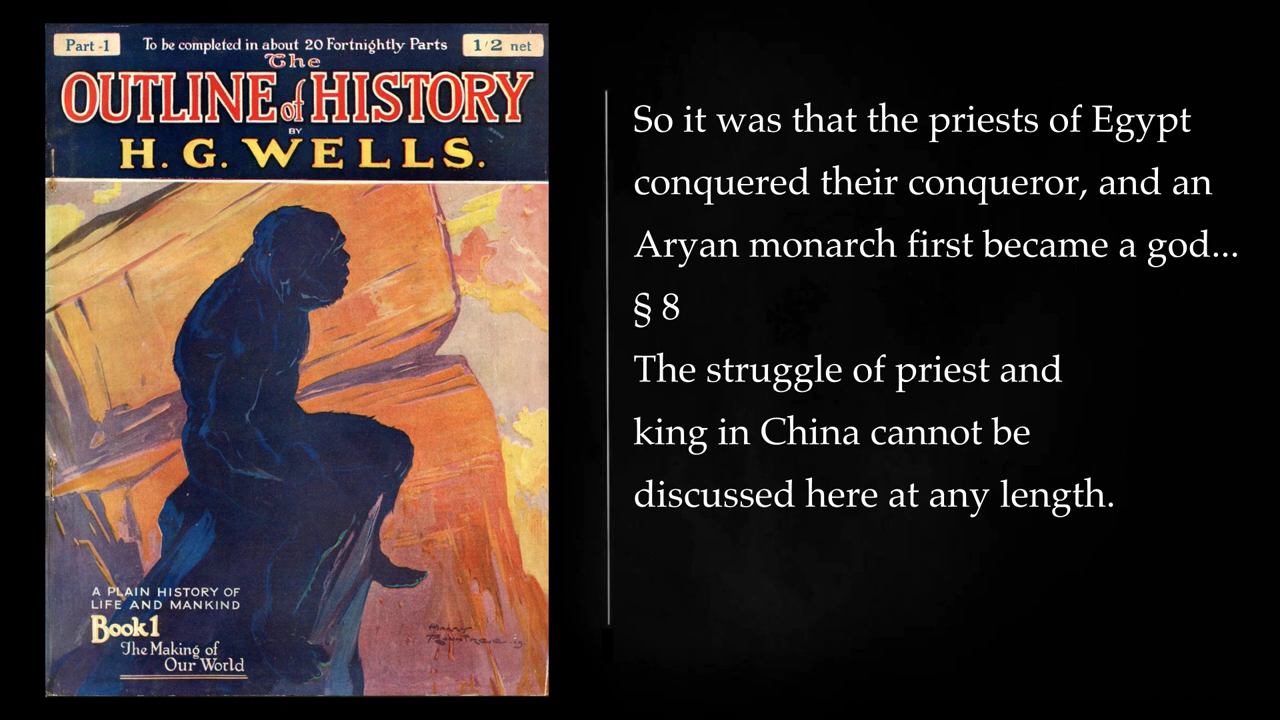 Part -1
To be completed in about 20 Fortnightly Parts
1/2 net
The
OUTLINE of HISTORY
BY
H. G. WELLS.
A PLAIN HISTORY OF
LIFE AND MANKIND
Book 1
The Making of
Our World
So it was that the priests of Egypt
conquered their conqueror, and an
Aryan monarch first became a god...
§ 8
The struggle of priest and
king in China cannot be
discussed here at any length.